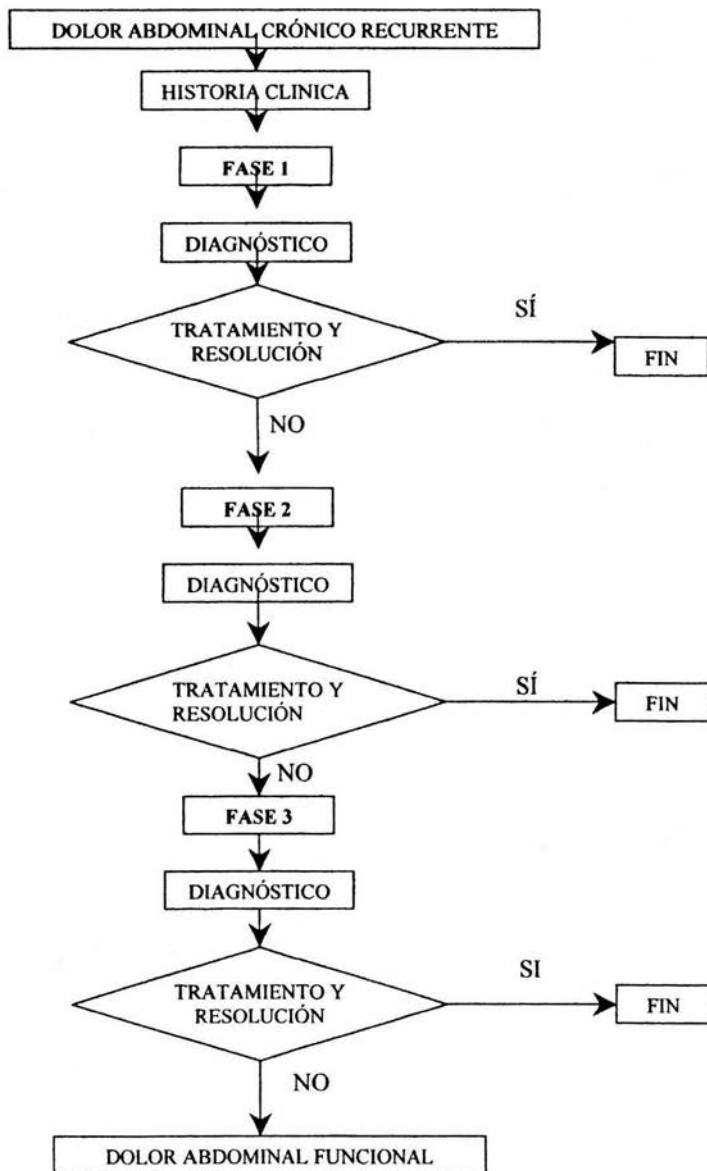 DOLOR ABDOMINAL CRÓNICO RECURRENTE
HISTORIA CLINICA
FASE 1
DIAGNÓSTICO
TRATAMIENTO Y
RESOLUCIÓN
SÍ
FIN
NO
FASE 2
DIAGNÓSTICO
TRATAMIENTO Y
RESOLUCIÓN
SÍ
FIN
NO
FASE 3
DIAGNÓSTICO
TRATAMIENTO Y
RESOLUCIÓN
SI
FIN
NO
DOLOR ABDOMINAL FUNCIONAL